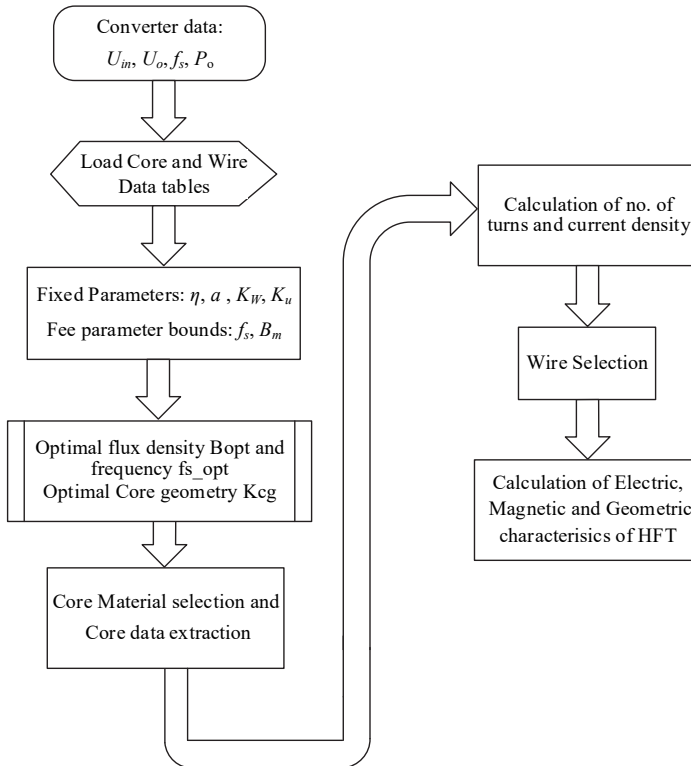 Converter data:
U_in, U_o, f_s, P_o
Load Core and Wire
Data tables
Fixed Parameters: η, a , K_W, K_u
Fee parameter bounds: f_s, B_m
Optimal flux density Bopt and
frequency fs_opt
Optimal Core geometry Kcg
Core Material selection and
Core data extraction
Calculation of no. of
turns and current density
Wire Selection
Calculation of Electric,
Magnetic and Geometric
characterisics of HFT